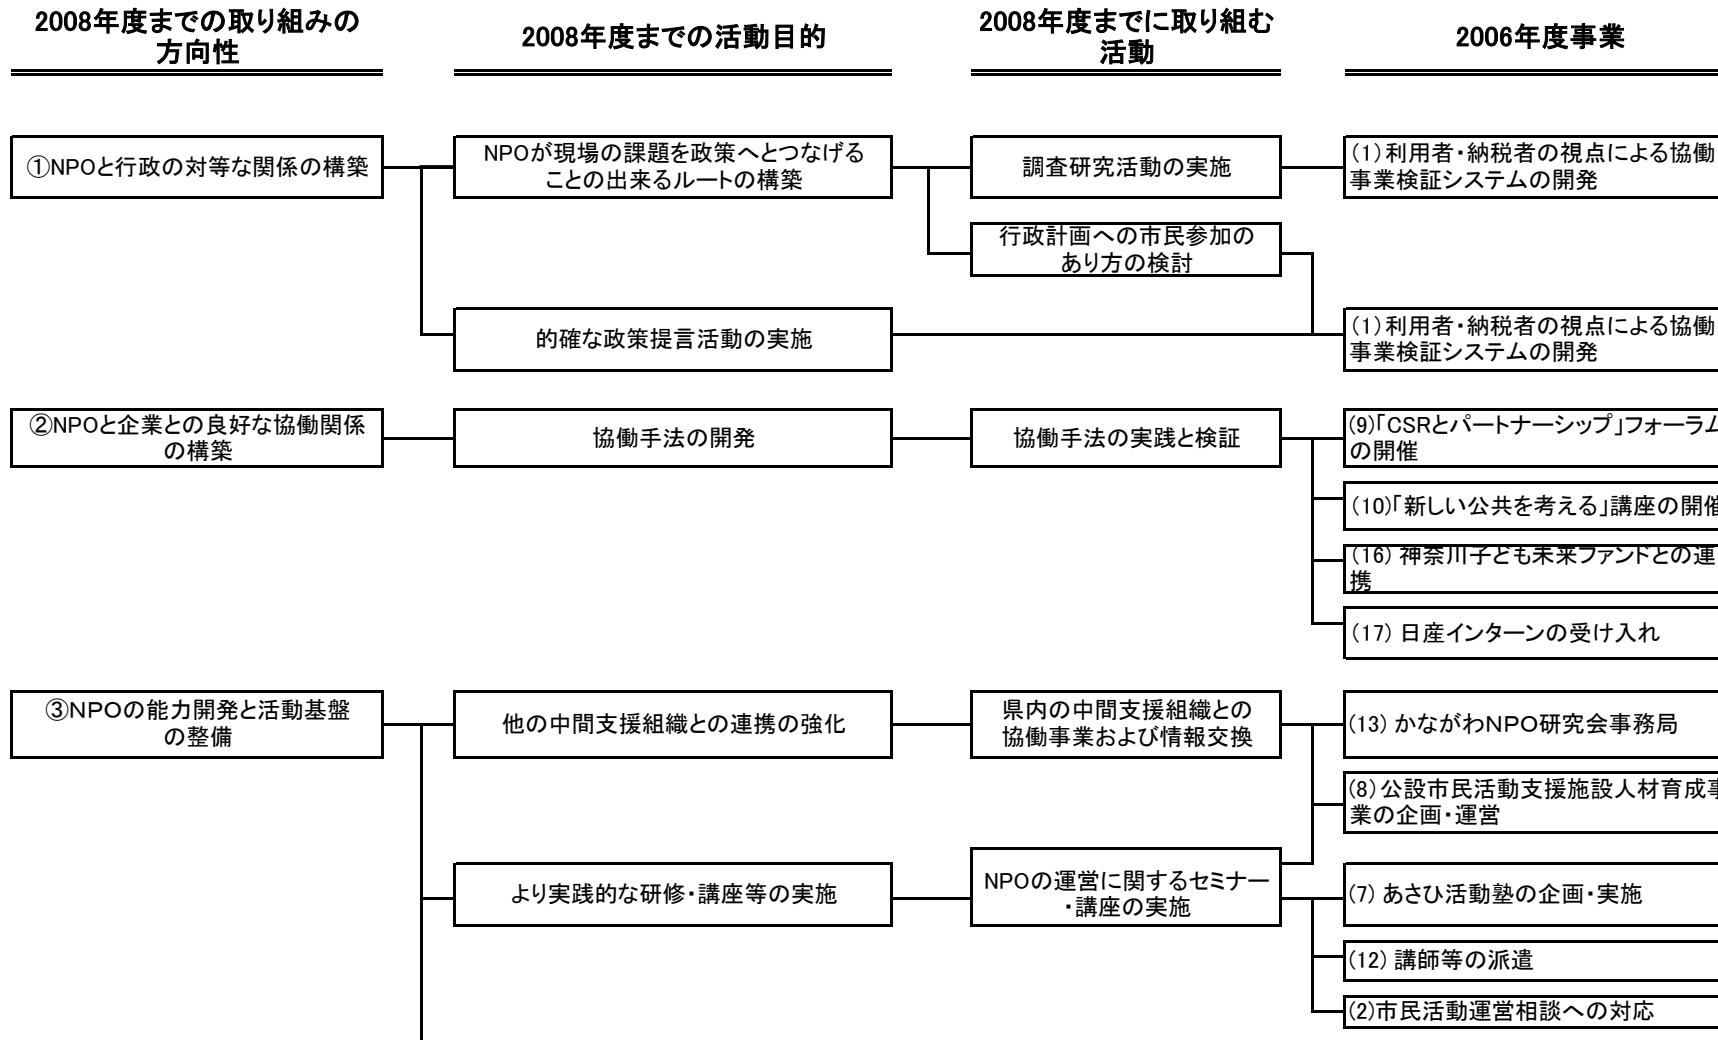 2008年度までの取り組みの
方向性
2008年度までの活動目的
2008年度までに取り組む
活動
2006年度事業
①NPOと行政の対等な関係の構築
NPOが現場の課題を政策へとつなげる
ことの出来るルートの構築
調査研究活動の実施
(1)利用者・納税者の視点による協働
事業検証システムの開発
行政計画への市民参加の
あり方の検討
的確な政策提言活動の実施
(1)利用者・納税者の視点による協働
事業検証システムの開発
②NPOと企業との良好な協働関係
の構築
協働手法の開発
協働手法の実践と検証
(9)「CSRとパートナーシップ」フォーラム
の開催
(10)「新しい公共を考える」講座の開催
(16) 神奈川子ども未来ファンドとの連
携
(17) 日産インターンの受け入れ
③NPOの能力開発と活動基盤
の整備
他の中間支援組織との連携の強化
県内の中間支援組織との
協働事業および情報交換
(13) かながわNPO研究会事務局
(8) 公設市民活動支援施設人材育成事
業の企画・運営
より実践的な研修・講座等の実施
NPOの運営に関するセミナー
・講座の実施
(7) あさひ活動塾の企画・実施
(12) 講師等の派遣
(2)市民活動運営相談への対応